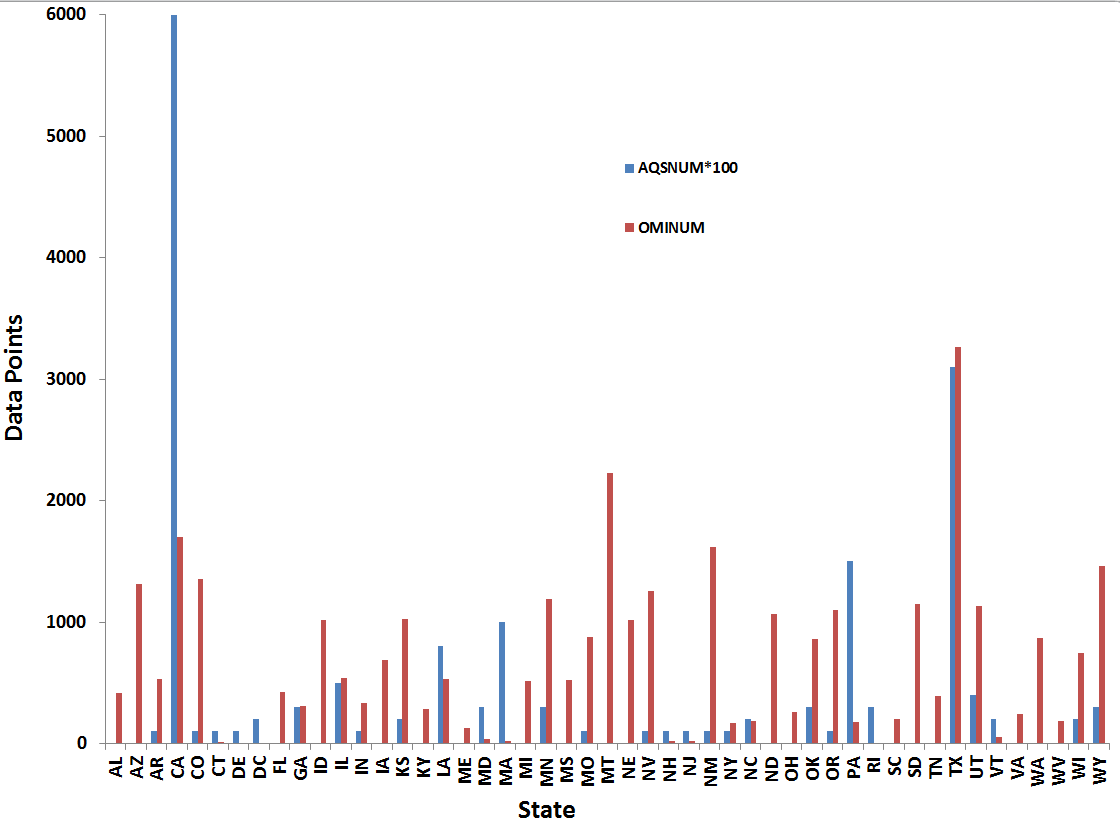 6000
5000
4000
3000
2000
1000
0
Data Points
AQSNUM*100
OMINUM
AL AZ AR CA CO CT DE DC FL GA ID IL IN IA KS KY LA ME MD MA MI MN MS MO MT NE NV NH NJ NM NY NC ND OH OK OR PA RI SC SD TN TX UT VT VA WA WV WI WY
State